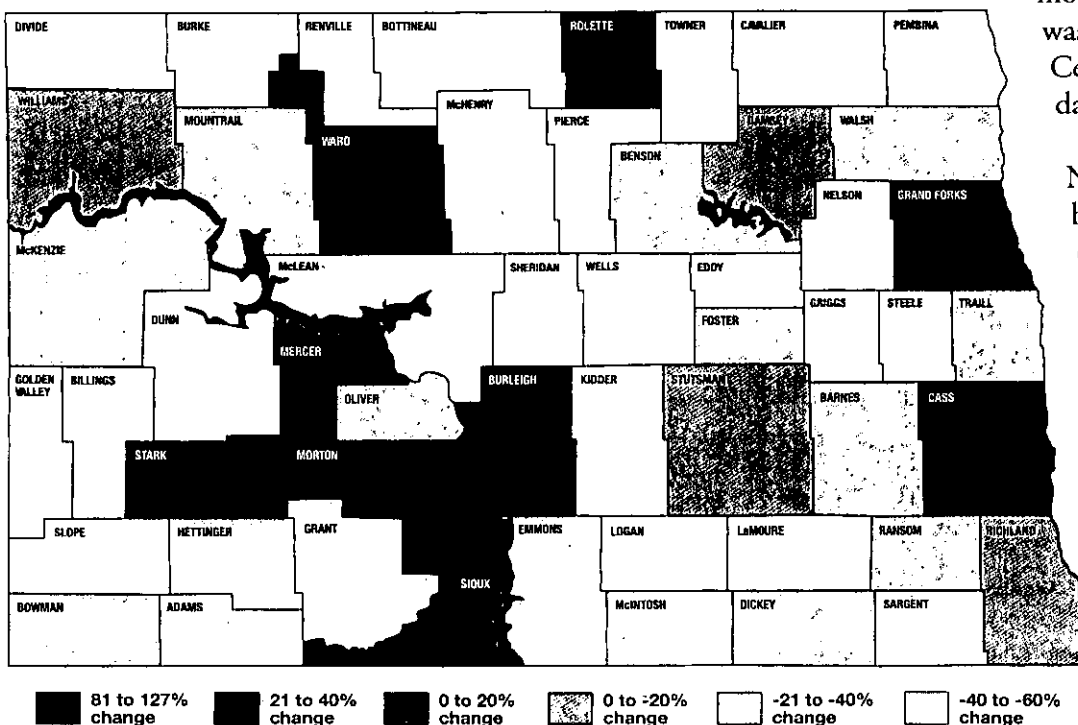 DIVIDE
BURKE
RENVILLE
BOTTINEAU
ROLETTE
TOWNER
CAVALIER
PEMBINA
WILLIAMS
MOUNTRAIL
WARD
McHENRY
PIERCE
BENSON
RAMSEY
WALSH
NELSON
GRAND FORKS
McKENZIE
McLEAN
SHERIDAN
WELLS
EDDY
FOSTER
GRIGGS
STEELE
TRAILL
DUNN
MERCER
OLIVER
GOLDEN
VALLEY
BILLINGS
BURLEIGH
KIDDER
STUTSMAN
BARNES
CASS
STARK
MORTON
SLOPE
HETTINGER
GRANT
SIOUX
EMMONS
LOGAN
LaMOURE
RANSOM
RICHLAND
BOWMAN
ADAMS
McINTOSH
DICKEY
SARGENT
81 to 127%
change
21 to 40%
change
0 to 20%
change
0 to -20%
change
-21 to -40%
change
-40 to -60%
change